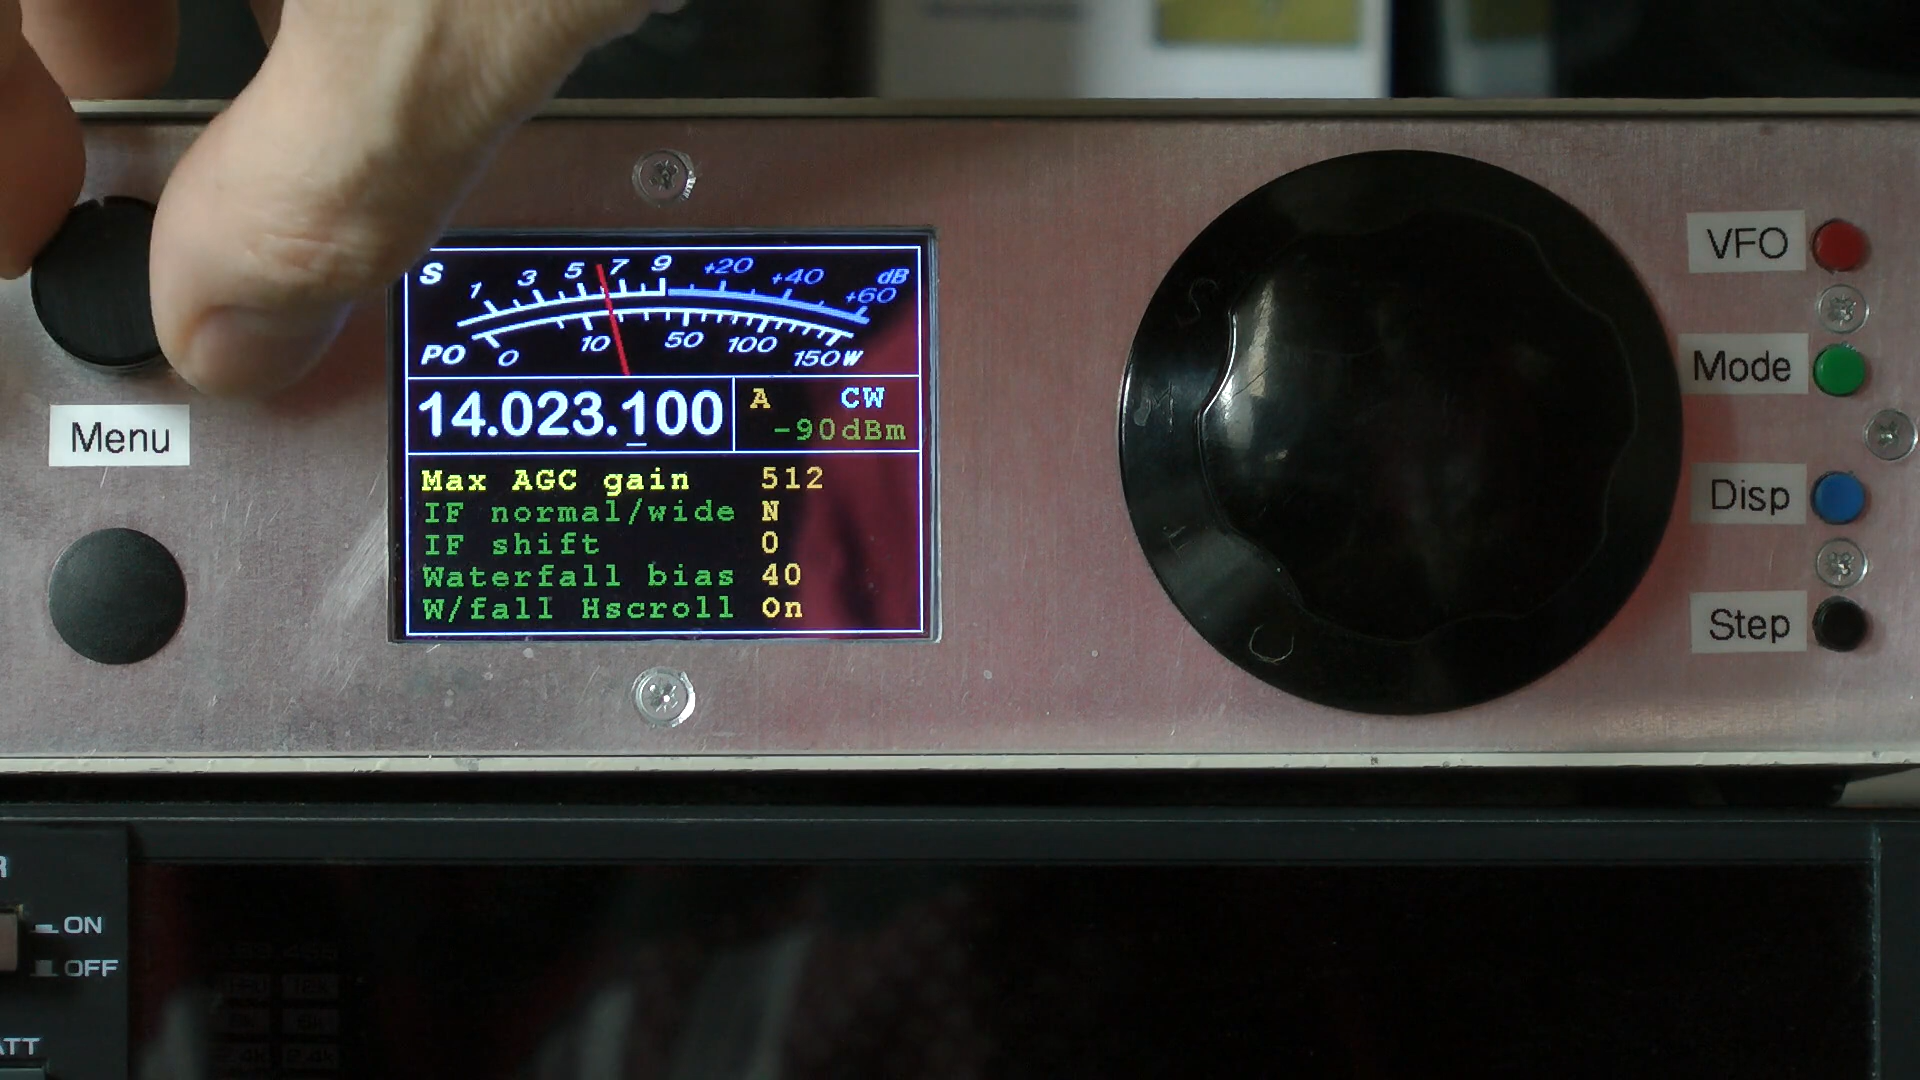 S 1 3 5 7 9 +20 +40 +60 dB
PO 0 10 50 100 150 W
14.023.100 A CW
-90dBm
Max AGC gain 512
IF normal/wide N
IF shift 0
Waterfall bias 40
W/fall Hscroll On
Menu
VFO
Mode
Disp
Step
ON
OFF